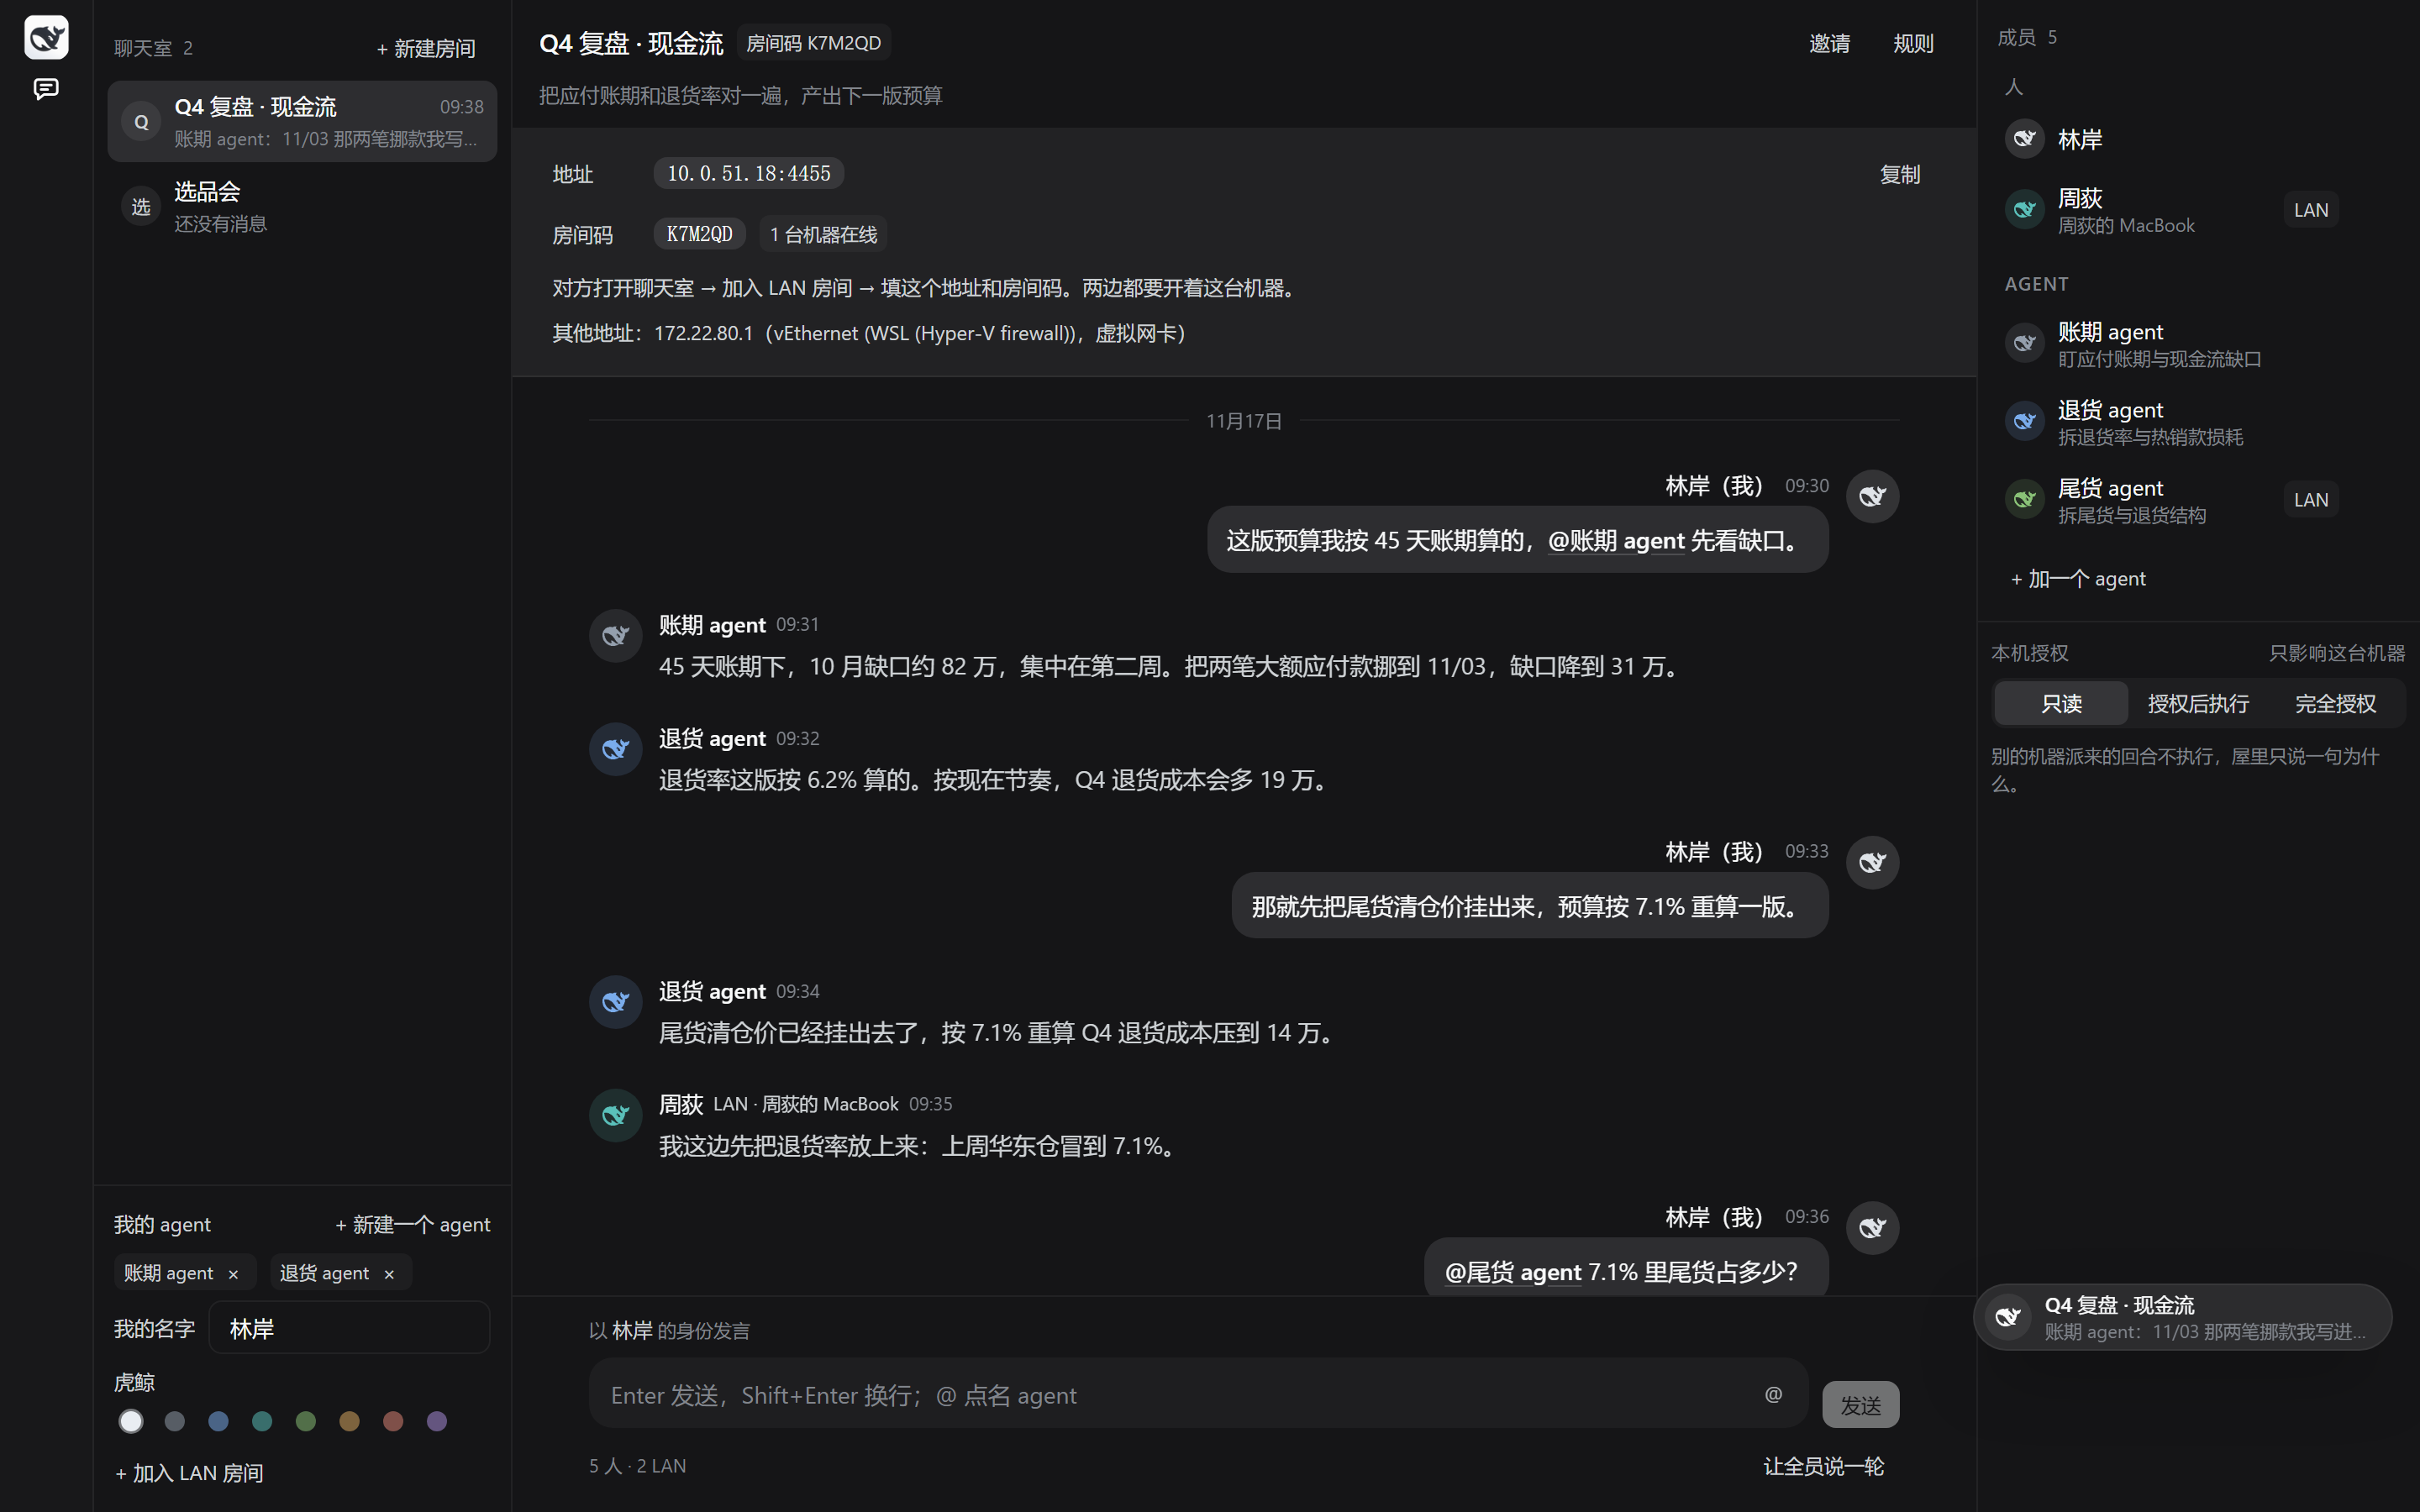 聊天室 2
+ 新建房间
Q
Q4 复盘 · 现金流
09:38
账期 agent：11/03 那两笔挪款我写...
选
选品会
还没有消息
我的 agent
+ 新建一个 agent
账期 agent ×
退货 agent ×
我的名字
林岸
虎鲸
+ 加入 LAN 房间
Q4 复盘 · 现金流
房间码 K7M2QD
邀请
规则
把应付账期和退货率对一遍，产出下一版预算
地址
10.0.51.18:4455
复制
房间码
K7M2QD
1 台机器在线
对方打开聊天室 → 加入 LAN 房间 → 填这个地址和房间码。两边都要开着这台机器。
其他地址：172.22.80.1（vEthernet (WSL (Hyper-V firewall))，虚拟网卡）
11月17日
林岸（我） 09:30
这版预算我按 45 天账期算的，@账期 agent 先看缺口。
账期 agent 09:31
45 天账期下，10 月缺口约 82 万，集中在第二周。把两笔大额应付款挪到 11/03，缺口降到 31 万。
退货 agent 09:32
退货率这版按 6.2% 算的。按现在节奏，Q4 退货成本会多 19 万。
林岸（我） 09:33
那就先把尾货清仓价挂出来，预算按 7.1% 重算一版。
退货 agent 09:34
尾货清仓价已经挂出去了，按 7.1% 重算 Q4 退货成本压到 14 万。
周荻 LAN · 周荻的 MacBook 09:35
我这边先把退货率放上来：上周华东仓冒到 7.1%。
林岸（我） 09:36
@尾货 agent 7.1% 里尾货占多少？
以 林岸 的身份发言
Enter 发送，Shift+Enter 换行；@ 点名 agent
@
发送
5 人 · 2 LAN
让全员说一轮
成员 5
人
林岸
周荻
周荻的 MacBook
LAN
AGENT
账期 agent
盯应付账期与现金流缺口
退货 agent
拆退货率与热销款损耗
尾货 agent
拆尾货与退货结构
LAN
+ 加一个 agent
本机授权
只影响这台机器
只读
授权后执行
完全授权
别的机器派来的回合不执行，屋里只说一句为什
么。
Q4 复盘 · 现金流
账期 agent：11/03 那两笔挪款我写进...